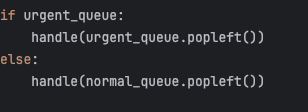 if urgent_queue:
    handle(urgent_queue.popleft())
else:
    handle(normal_queue.popleft())